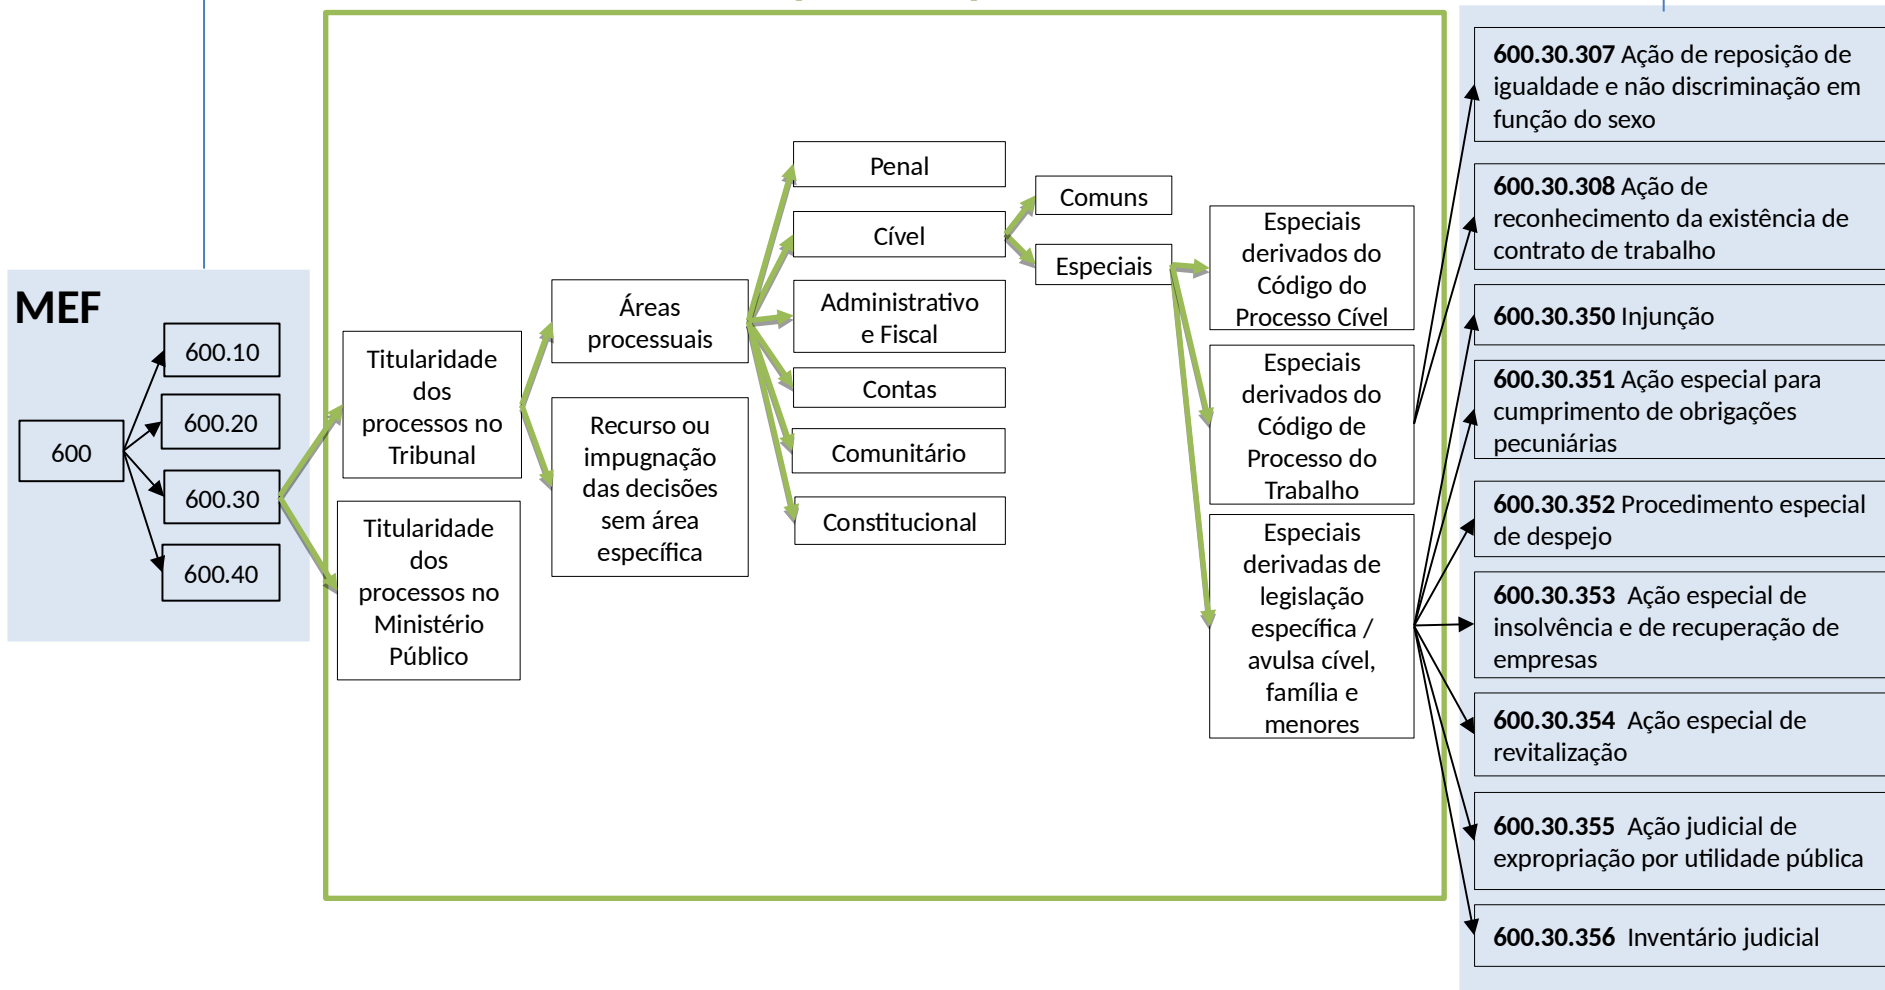 MEF
600
600.10
600.20
600.30
600.40
Titularidade
dos
processos no
Tribunal
Titularidade
dos
processos no
Ministério
Público
Áreas
processuais
Recurso ou
impugnação
das decisões
sem área
específica
Penal
Cível
Administrativo
e Fiscal
Contas
Comunitário
Constitucional
Comuns
Especiais
Especiais
derivados do
Código do
Processo Cível
Especiais
derivados do
Código de
Processo do
Trabalho
Especiais
derivadas de
legislação
específica /
avulsa cível,
família e
menores
600.30.307 Ação de reposição de
igualdade e não discriminação em
função do sexo
600.30.308 Ação de
reconhecimento da existência de
contrato de trabalho
600.30.350 Injunção
600.30.351 Ação especial para
cumprimento de obrigações
pecuniárias
600.30.352 Procedimento especial
de despejo
600.30.353 Ação especial de
insolvência e de recuperação de
empresas
600.30.354 Ação especial de
revitalização
600.30.355 Ação judicial de
expropriação por utilidade pública
600.30.356 Inventário judicial